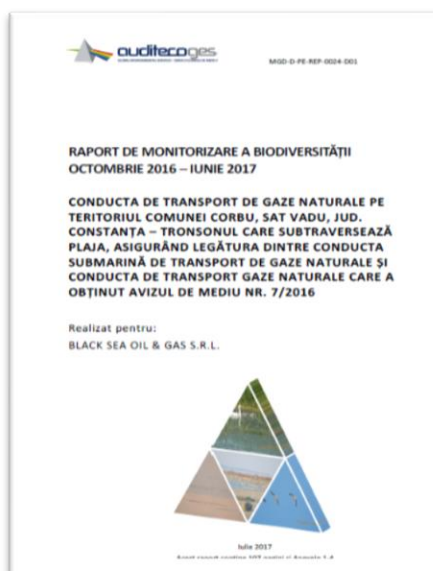 auditecoges
MGD-D-PE-REP-0024-D01
RAPORT DE MONITORIZARE A BIODIVERSITĂȚII
OCTOMBRIE 2016 – IUNIE 2017
CONDUCTA DE TRANSPORT DE GAZE NATURALE PE
TERITORIUL COMUNEI CORBU, SAT VADU, JUD.
CONSTANȚA – TRONSONUL CARE SUBTRAVERSEAZĂ
PLAJA, ASIGURÂND LEGĂTURA DINTRE CONDUCTA
SUBMARINĂ DE TRANSPORT DE GAZE NATURALE ȘI
CONDUCTA DE TRANSPORT GAZE NATURALE CARE A
OBȚINUT AVIZUL DE MEDIU NR. 7/2016
Realizat pentru:
BLACK SEA OIL & GAS S.R.L.
Iulie 2017